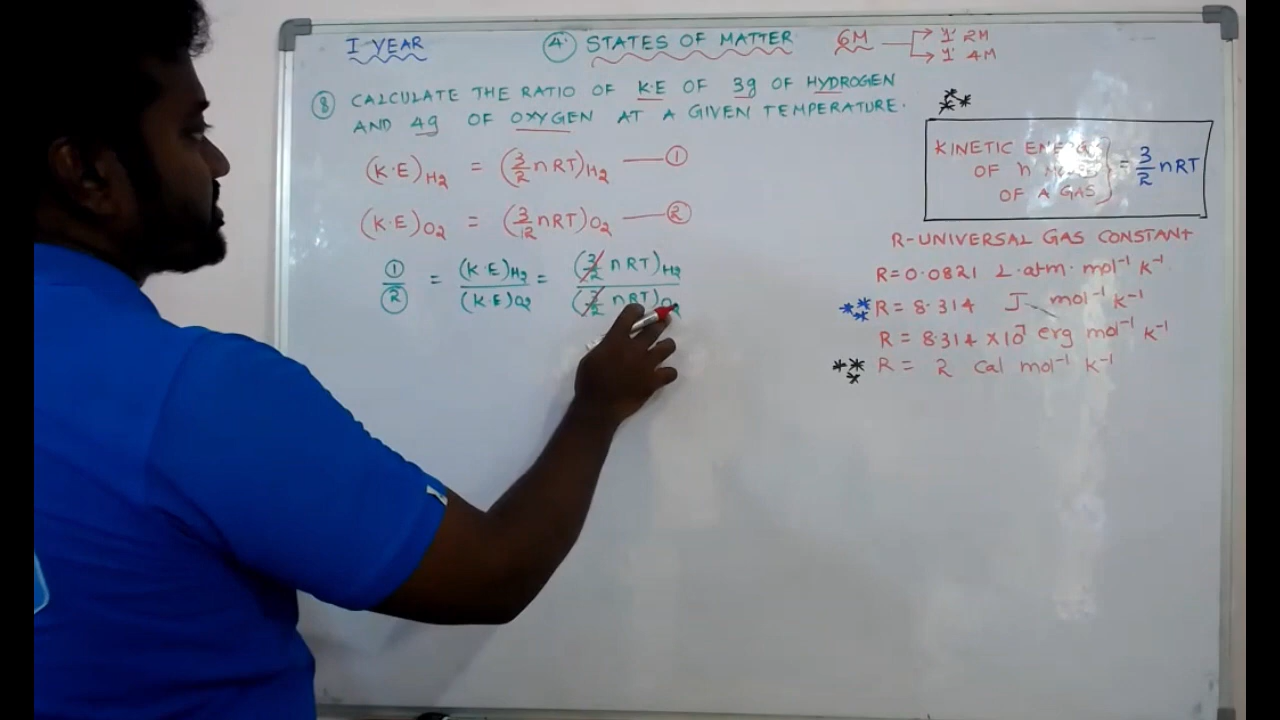 I YEAR
④ STATES OF MATTER
6M → 1' 2M
→ 1' 4M
⑧ CALCULATE THE RATIO OF K.E OF 3g OF HYDROGEN
AND 4g OF OXYGEN AT A GIVEN TEMPERATURE.
(K.E)H2 = (3/2 nRT)H2 —①
(K.E)O2 = (3/2 nRT)O2 —②
①/② = (K.E)H2/(K.E)O2 = (3/2 nRT)H2/(3/2 nRT)O2
***
KINETIC ENERGY
OF n
OF A GAS} = 3/2 nRT
R-UNIVERSAL GAS CONSTANT
R=0.0821 L.atm.mol⁻¹ K⁻¹
*** R = 8.314 J mol⁻¹ K⁻¹
R = 8.314 ×10⁷ erg mol⁻¹ K⁻¹
*** R = 2 Cal mol⁻¹ K⁻¹